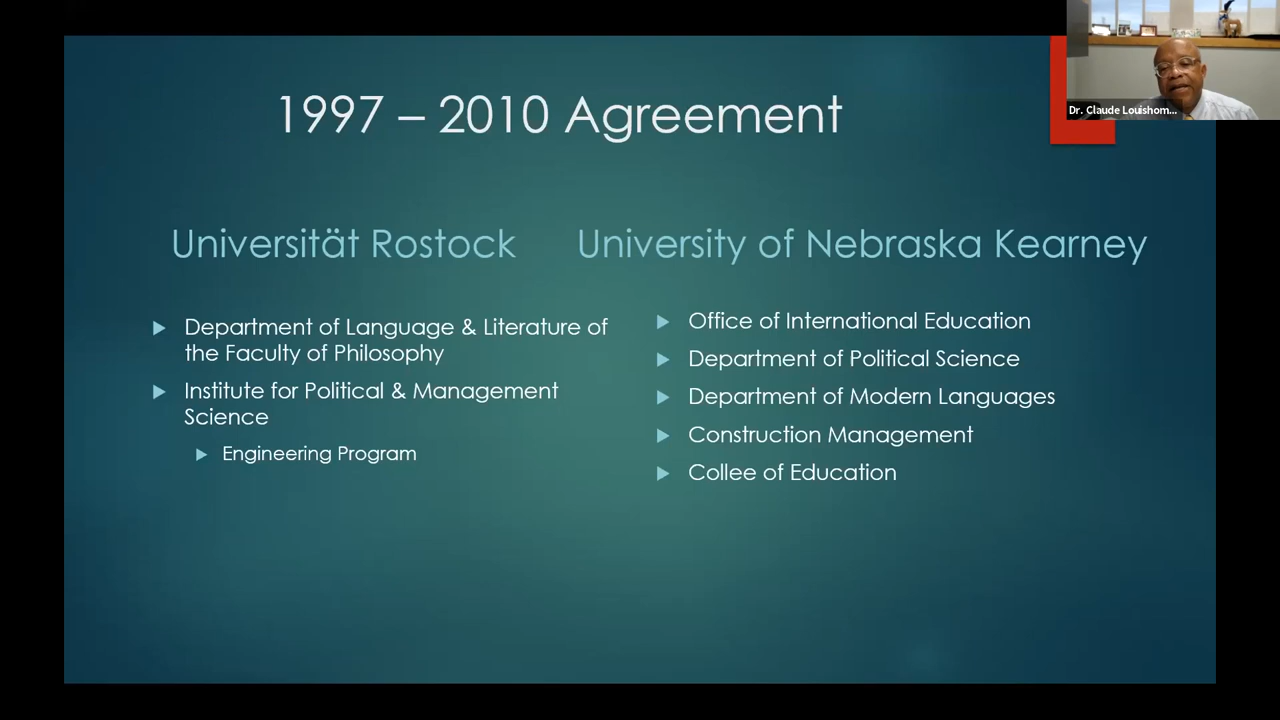 1997 – 2010 Agreement
Dr. Claude Louishom...
Universität Rostock
Department of Language & Literature of
the Faculty of Philosophy
Institute for Political & Management
Science
Engineering Program
University of Nebraska Kearney
Office of International Education
Department of Political Science
Department of Modern Languages
Construction Management
Collee of Education